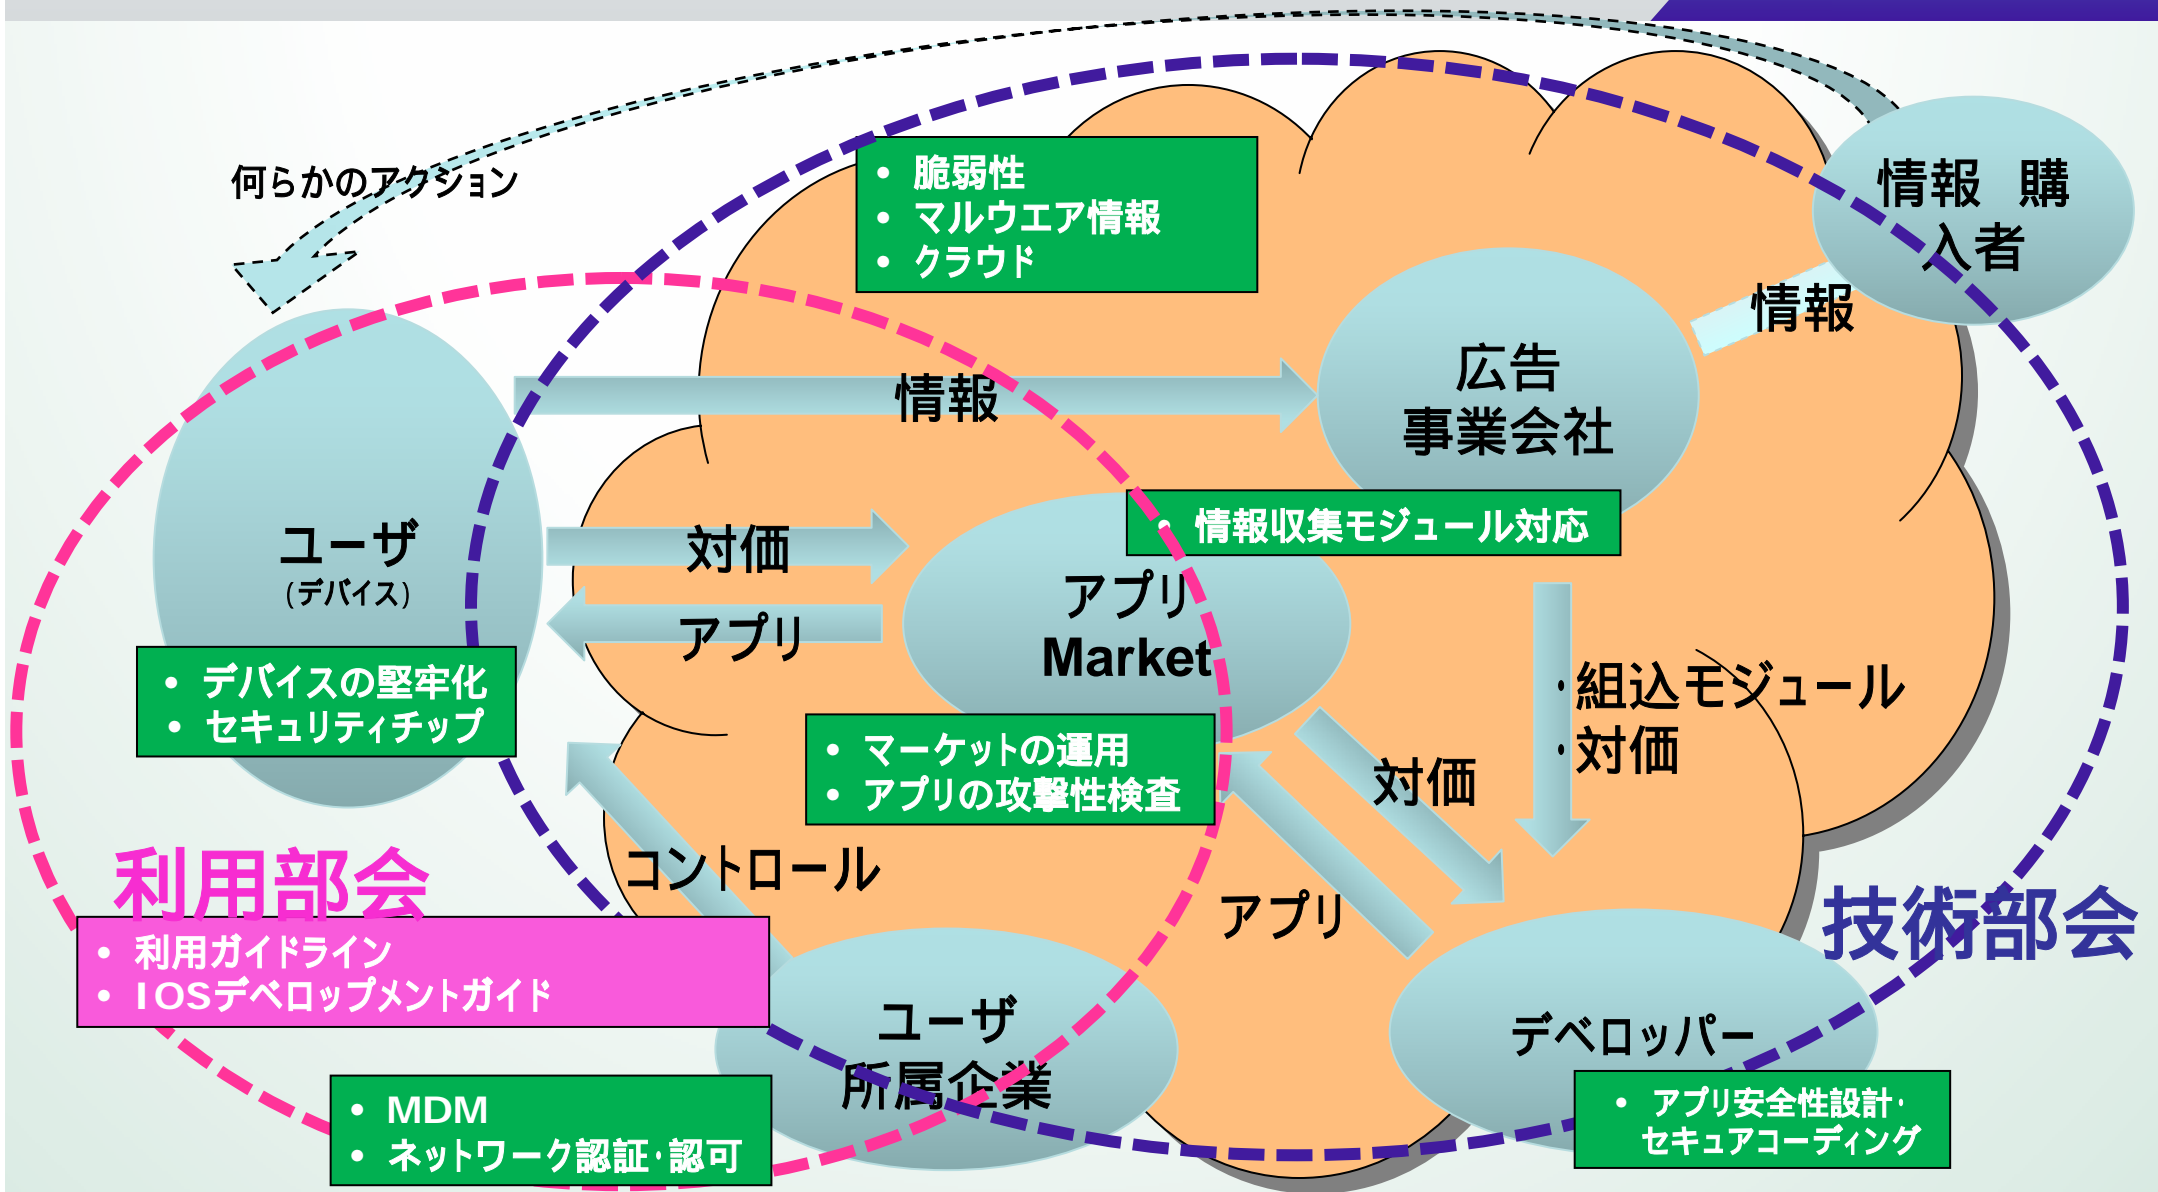 何らかのアクション
• 脆弱性
• マルウエア情報
• クラウド
情報 購
入者
情報
広告
事業会社
情報
• 情報収集モジュール対応
ユーザ
(デバイス)
対価
アプリ
アプリ
Market
• デバイスの堅牢化
• セキュリティチップ
・組込モジュール
・対価
• マーケットの運用
• アプリの攻撃性検査
対価
コントロール
アプリ
利用部会
• 利用ガイドライン
• IOSデベロップメントガイド
技術部会
ユーザ
所属企業
デベロッパー
• MDM
• ネットワーク認証・認可
• アプリ安全性設計・
セキュアコーディング